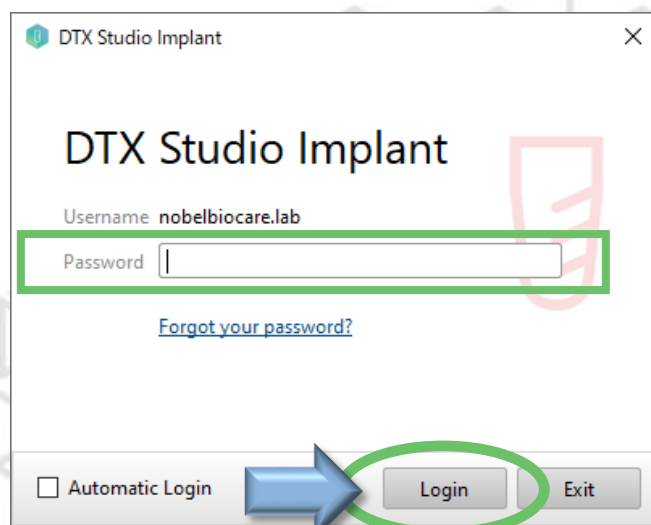 DTX Studio Implant
DTX Studio Implant
Username nobelbiocare.lab
Password
Forgot your password?
Automatic Login Login Exit